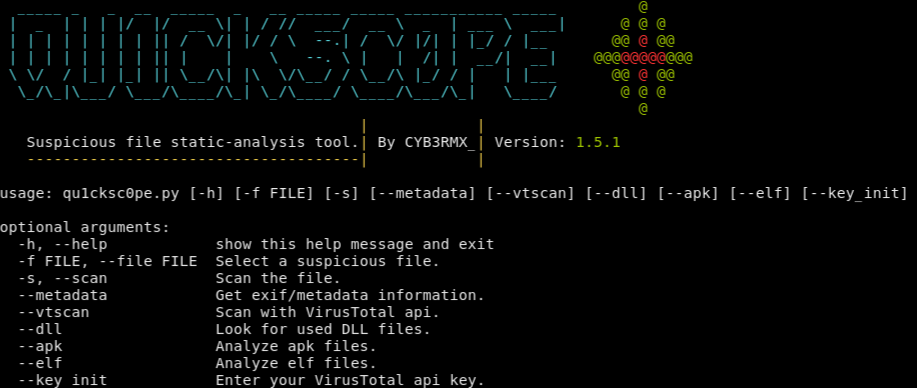 QU1CKSC0PE
Suspicious file static-analysis tool.| By CYB3RMX_| Version: 1.5.1
usage: qu1cksc0pe.py [-h] [-f FILE] [-s] [--metadata] [--vtscan] [--dll] [--apk] [--elf] [--key_init]
optional arguments:
-h, --help show this help message and exit
-f FILE, --file FILE Select a suspicious file.
-s, --scan Scan the file.
--metadata Get exif/metadata information.
--vtscan Scan with VirusTotal api.
--dll Look for used DLL files.
--apk Analyze apk files.
--elf Analyze elf files.
--key_init Enter your VirusTotal api key.